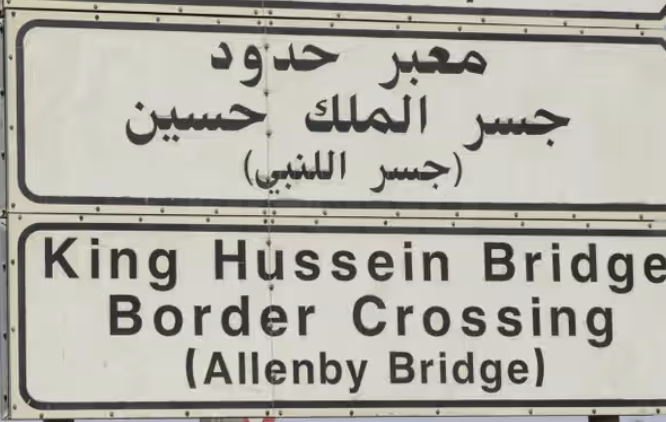 معبر حدود
جسر الملك حسين
(جسر اللنبي)
King Hussein Bridge
Border Crossing
(Allenby Bridge)